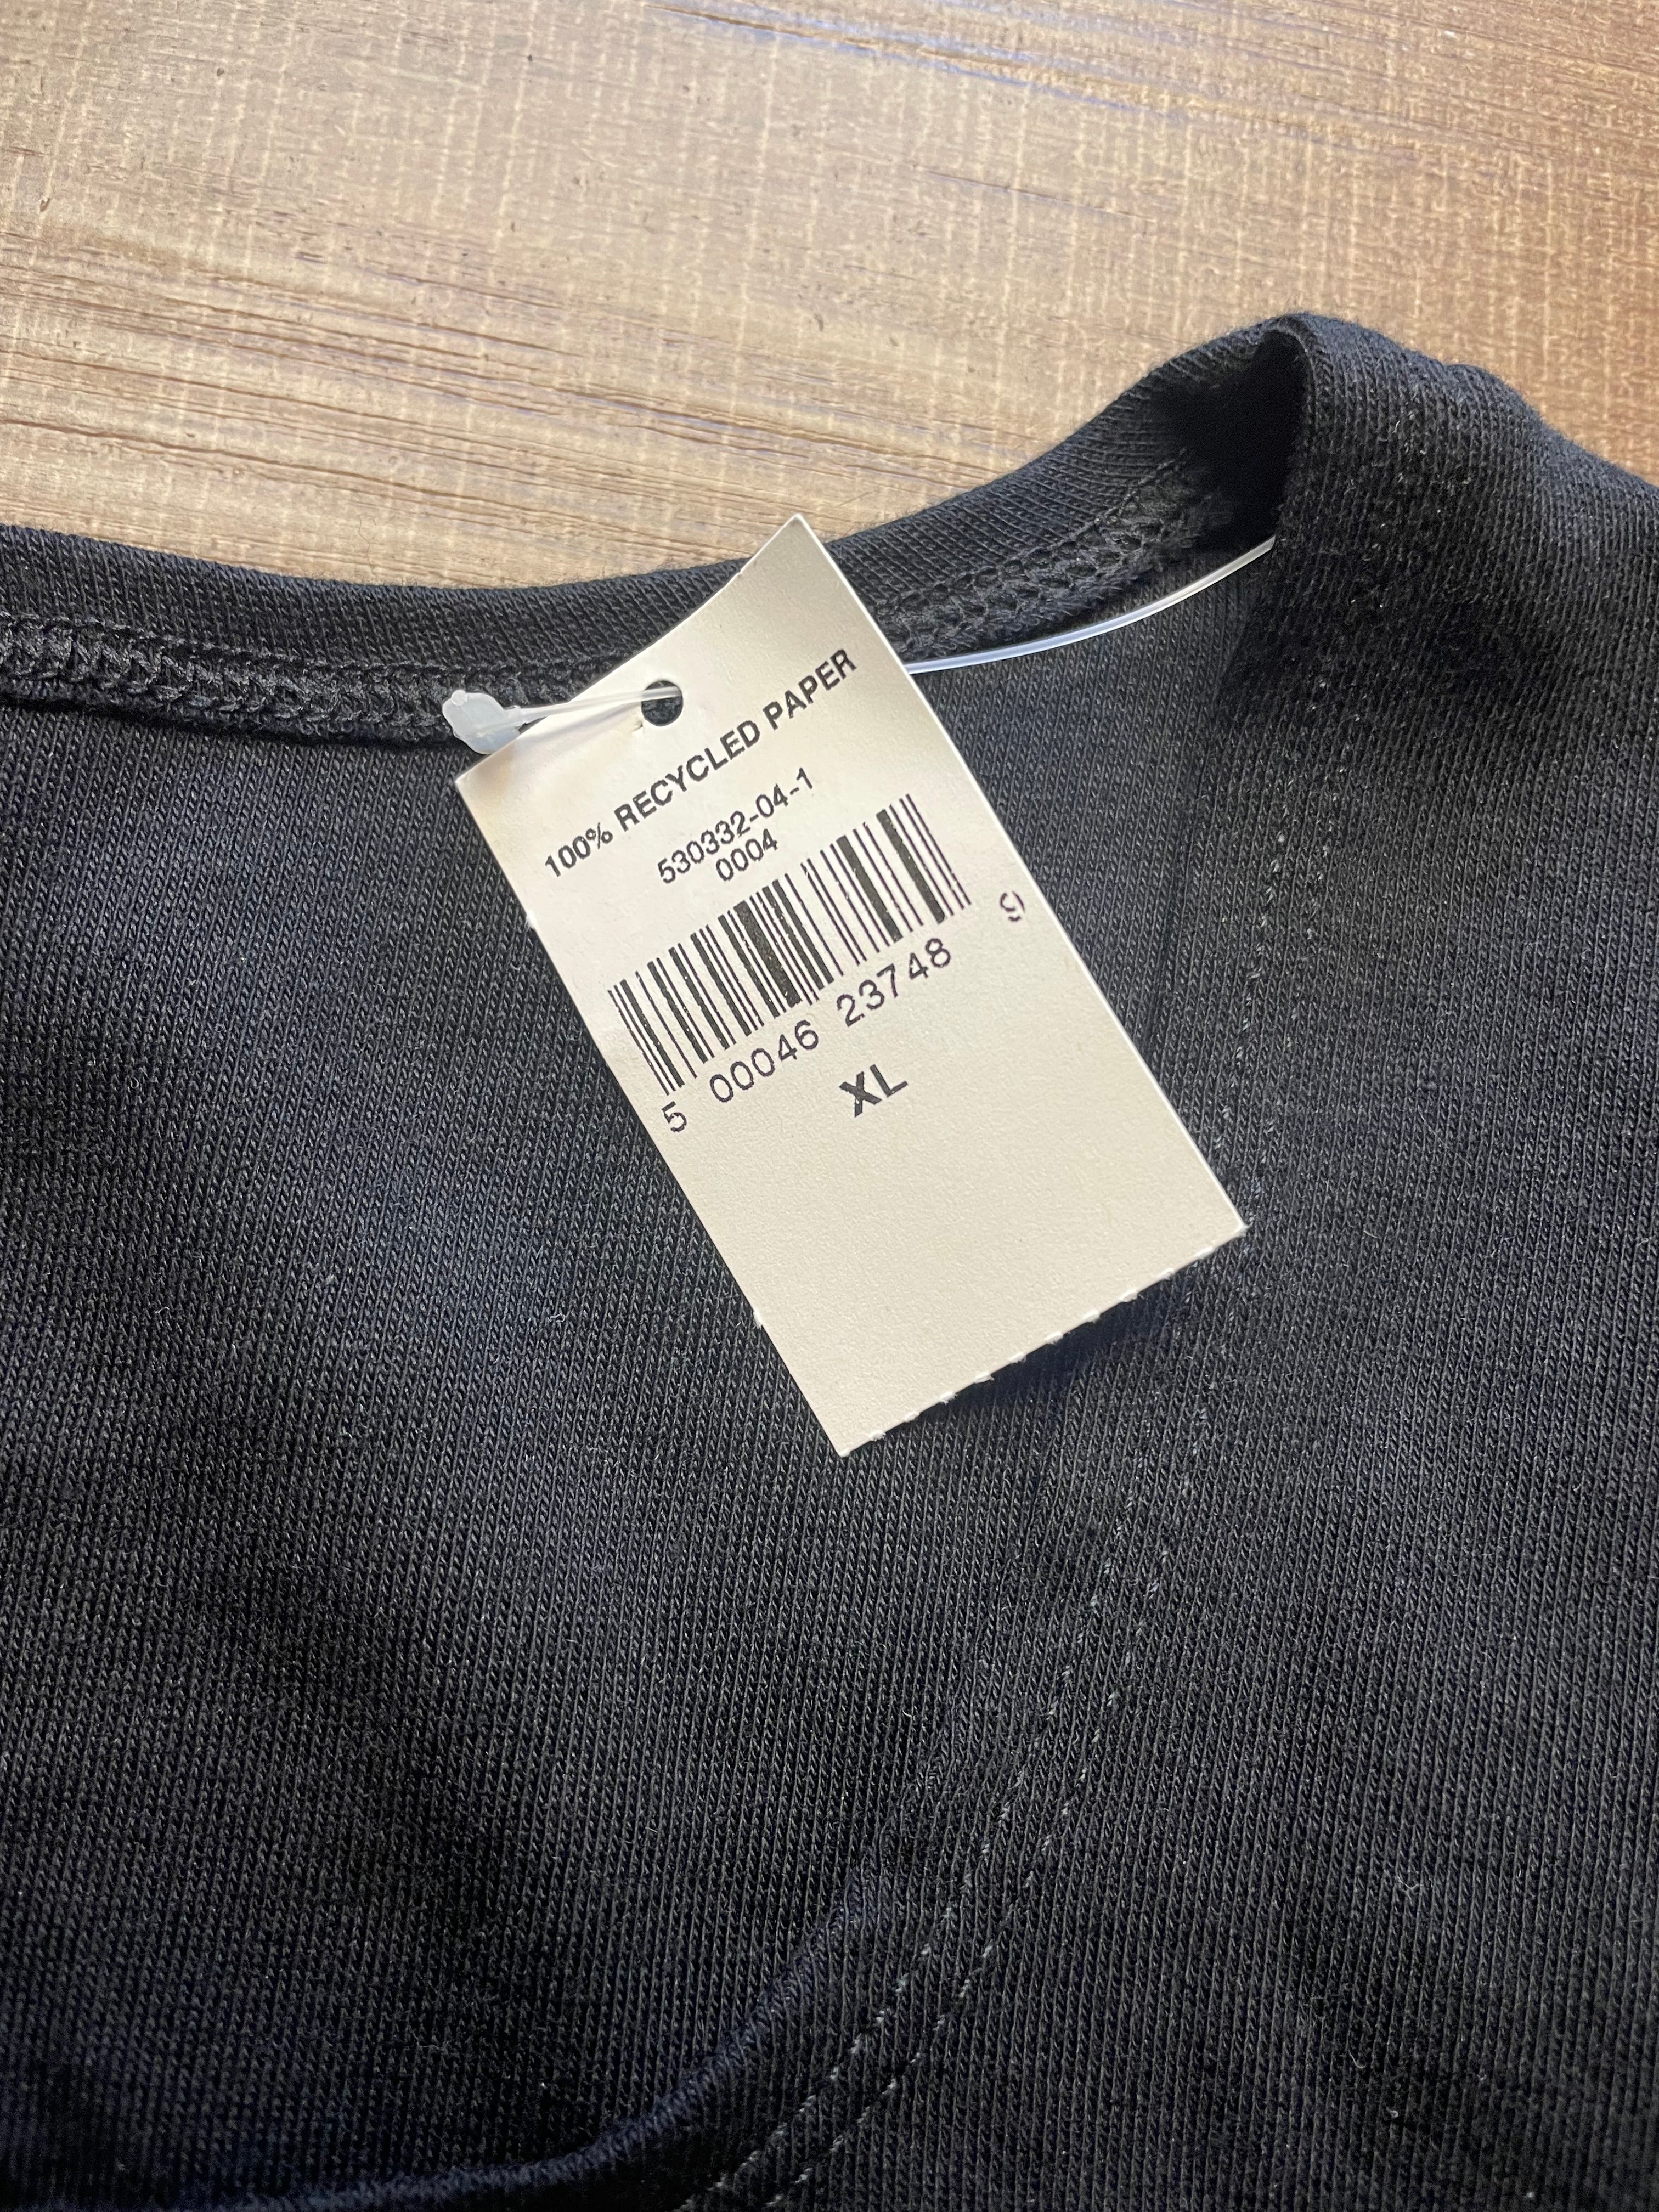 100% RECYCLED PAPER
530332-04-1
0004
5 00046 23748 9
XL